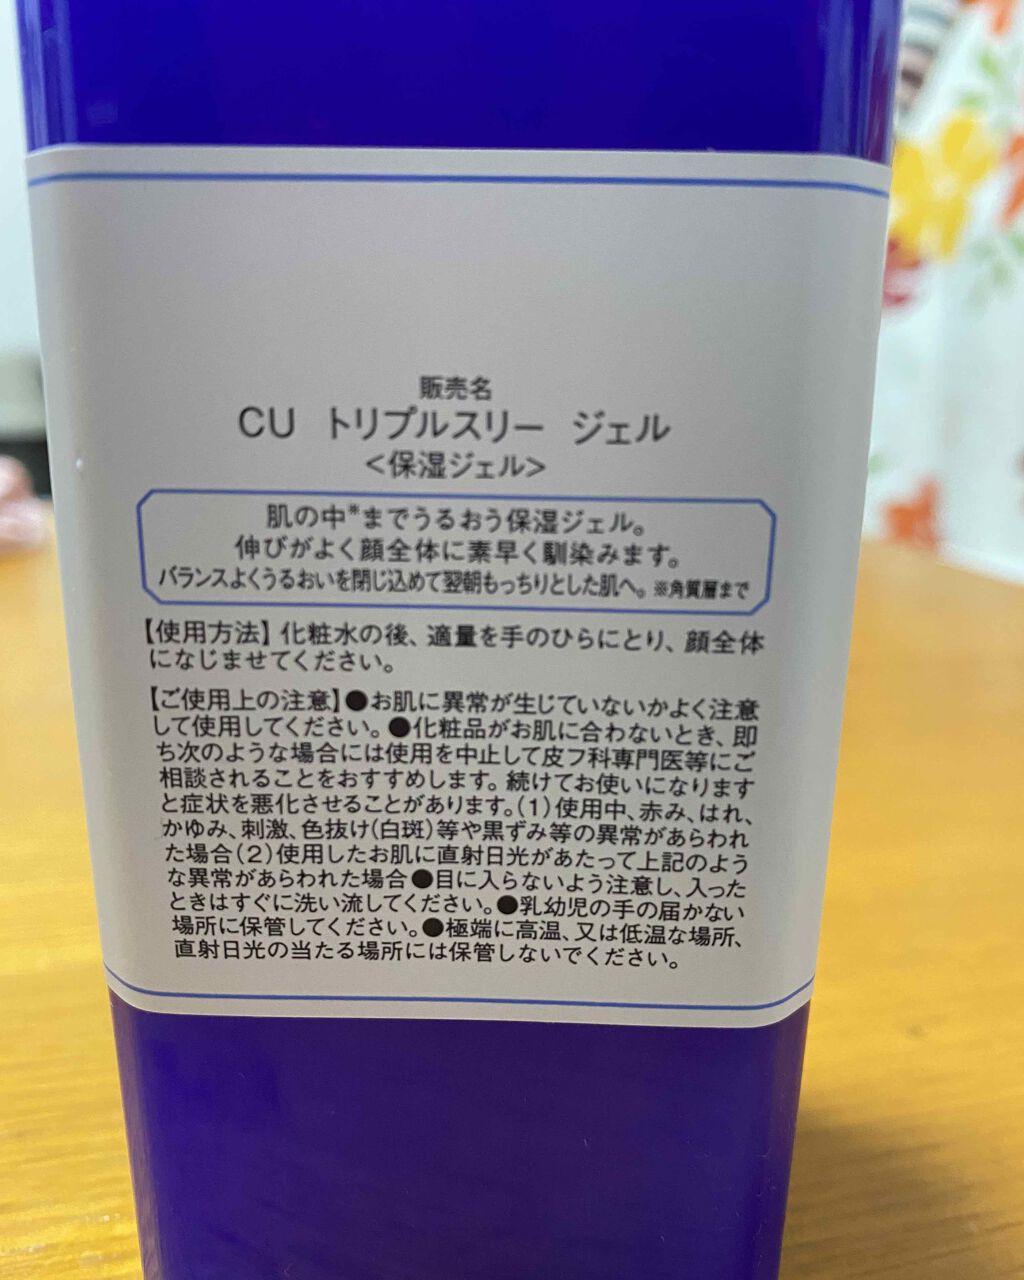 販売名
CU トリプルスリー ジェル
<保湿ジェル>
肌の中*までうるおう保湿ジェル。
伸びがよく顔全体に素早く馴染みます。
バランスよくうるおいを閉じ込めて翌朝もっちりとした肌へ。※角質層まで
【使用方法】化粧水の後、適量を手のひらにとり、顔全体
になじませてください。
【ご使用上の注意】●お肌に異常が生じていないかよく注意
して使用してください。●化粧品がお肌に合わないとき、即
ち次のような場合には使用を中止して皮フ科専門医等にご
相談されることをおすすめします。続けてお使いになります
と症状を悪化させることがあります。(1)使用中、赤み、はれ、
かゆみ、刺激、色抜け(白斑)等や黒ずみ等の異常があらわれ
た場合(2)使用したお肌に直射日光があたって上記のよう
な異常があらわれた場合●目に入らないよう注意し、入った
ときはすぐに洗い流してください。●乳幼児の手の届かない
場所に保管してください。●極端に高温、又は低温な場所、
直射日光の当たる場所には保管しないでください。